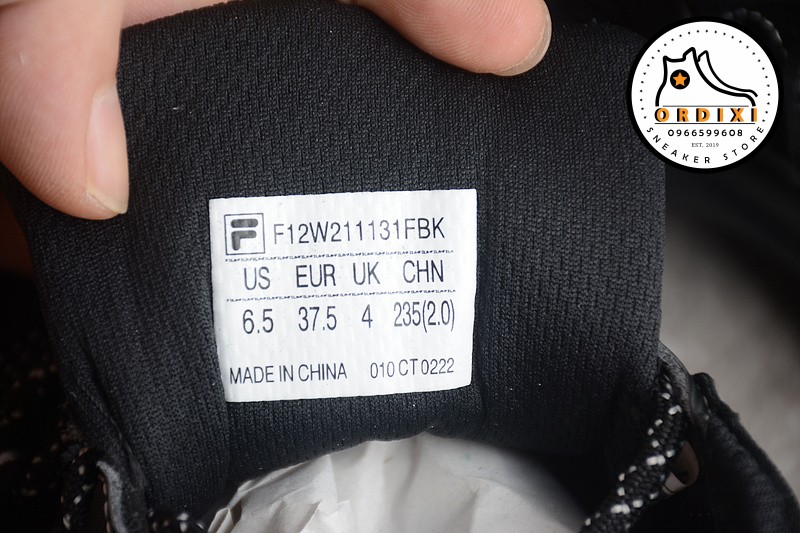 F12W211131FBK
US EUR UK CHN
6.5 37.5 4 235(2.0)
MADE IN CHINA 010 CT 0222
ORDIXI
0966599608
EST. 2019
SNEAKER STORE